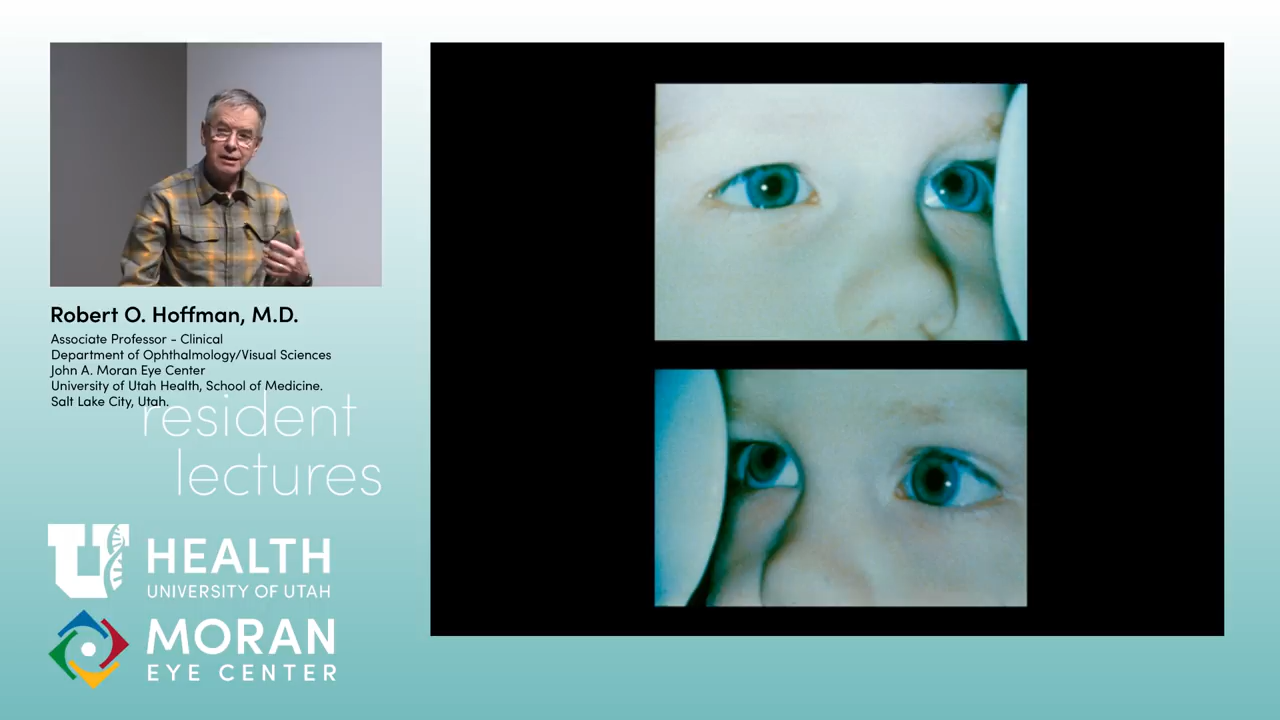 Robert O. Hoffman, M.D.
Associate Professor - Clinical
Department of Ophthalmology/Visual Sciences
John A. Moran Eye Center
University of Utah Health, School of Medicine.
Salt Lake City, Utah.
resident
lectures
U HEALTH
UNIVERSITY OF UTAH
MORAN
EYE CENTER